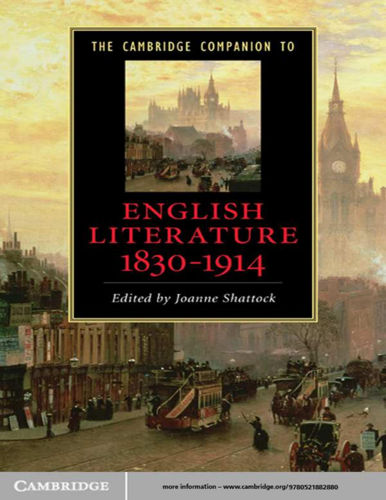 THE CAMBRIDGE COMPANION TO
ENGLISH
LITERATURE
1830–1914
Edited by Joanne Shattock
CAMBRIDGE
more information – www.cambridge.org/9780521882880